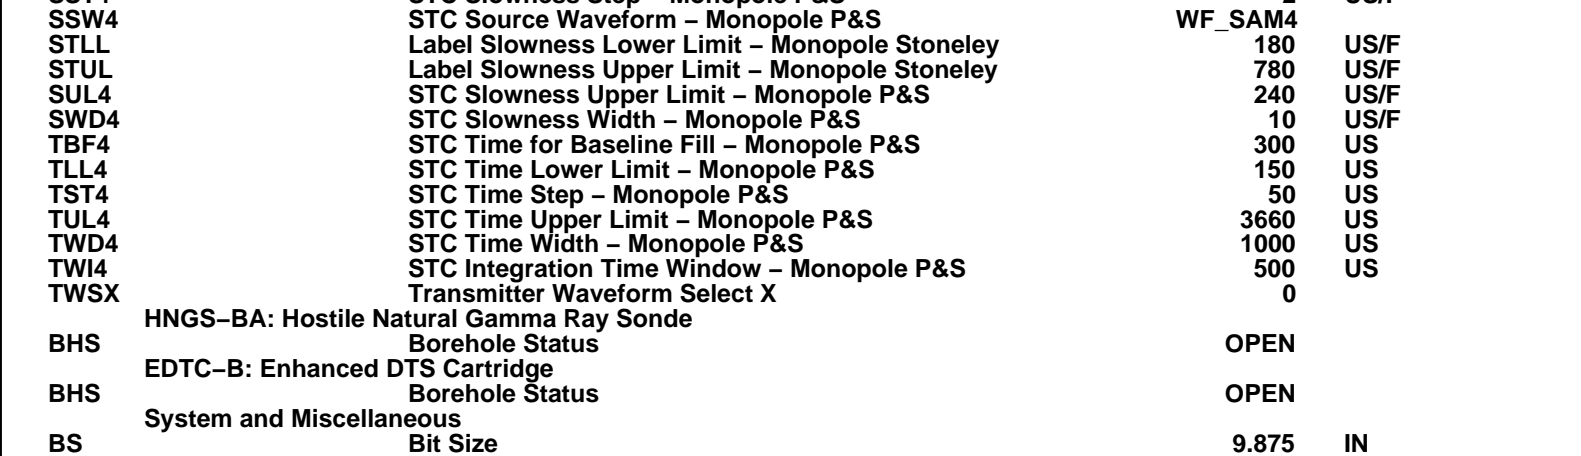 STC Slowness Step – Monopole P&S 2 US/F
SSW4 STC Source Waveform – Monopole P&S WF_SAM4
STLL Label Slowness Lower Limit – Monopole Stoneley 180 US/F
STUL Label Slowness Upper Limit – Monopole Stoneley 780 US/F
SUL4 STC Slowness Upper Limit – Monopole P&S 240 US/F
SWD4 STC Slowness Width – Monopole P&S 10 US/F
TBF4 STC Time for Baseline Fill – Monopole P&S 300 US
TLL4 STC Time Lower Limit – Monopole P&S 150 US
TST4 STC Time Step – Monopole P&S 50 US
TUL4 STC Time Upper Limit – Monopole P&S 3660 US
TWD4 STC Time Width – Monopole P&S 1000 US
TWI4 STC Integration Time Window – Monopole P&S 500 US
TWSX Transmitter Waveform Select X 0
HNGS–BA: Hostile Natural Gamma Ray Sonde
BHS Borehole Status OPEN
EDTC–B: Enhanced DTS Cartridge
BHS Borehole Status OPEN
System and Miscellaneous
BS Bit Size 9.875 IN